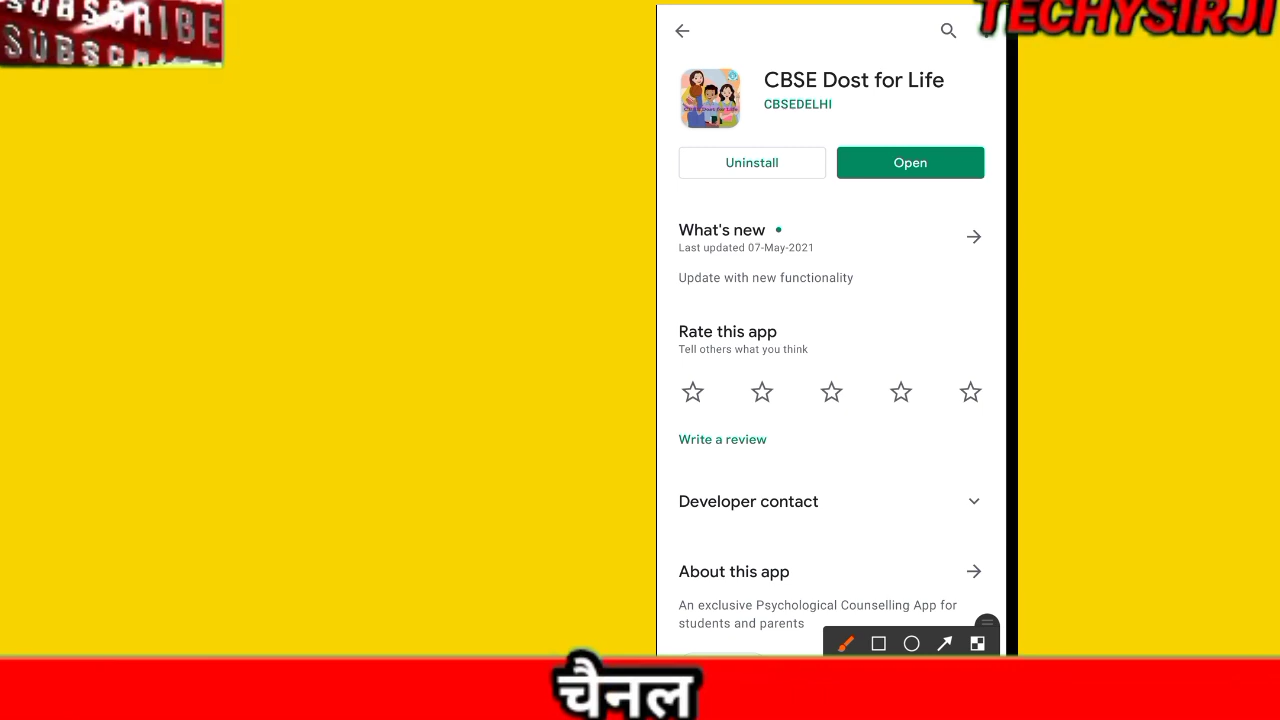 SUBSCRIBE
SUBSCRIBE
TECHYSIRJI
CBSE Dost for Life
CBSEDELHI
Uninstall
Open
What's new
Last updated 07-May-2021
Update with new functionality
Rate this app
Tell others what you think
Write a review
Developer contact
About this app
An exclusive Psychological Counselling App for
students and parents
चैनल